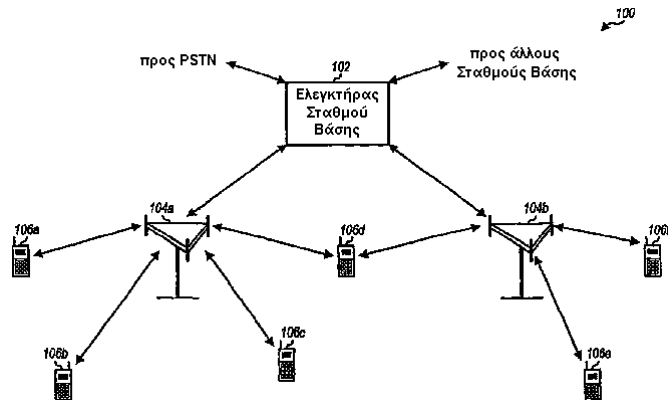 100
προς PSTN
102
προς άλλους
Σταθμούς Βάσης
Ελεγκτήρας
Σταθμού
Βάσης
104a
104b
106a
106d
106b
106c
106e